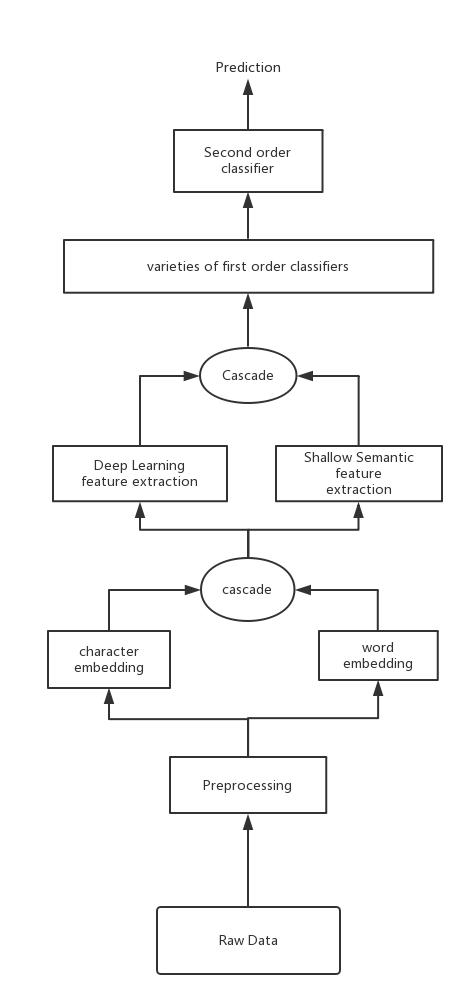 Prediction
Second order
classifier
varieties of first order classifiers
Cascade
Deep Learning
feature extraction
Shallow Semantic
feature
extraction
cascade
character
embedding
word
embedding
Preprocessing
Raw Data